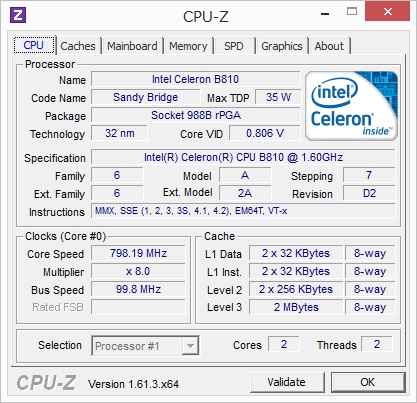 CPU-Z
CPU Caches Mainboard Memory SPD Graphics About
Processor
Name Intel Celeron B810
Code Name Sandy Bridge Max TDP 35 W
Package Socket 988B rPGA
Technology 32 nm Core VID 0.806 V
intel
Celeron
inside™
Specification Intel(R) Celeron(R) CPU B810 @ 1.60GHz
Family 6 Model A Stepping 7
Ext. Family 6 Ext. Model 2A Revision D2
Instructions MMX, SSE (1, 2, 3, 3S, 4.1, 4.2), EM64T, VT-x
Clocks (Core #0)
Core Speed 798.19 MHz
Multiplier x 8.0
Bus Speed 99.8 MHz
Rated FSB
Cache
L1 Data 2 x 32 KBytes 8-way
L1 Inst. 2 x 32 KBytes 8-way
Level 2 2 x 256 KBytes 8-way
Level 3 2 MBytes 8-way
Selection Processor #1 Cores 2 Threads 2
CPU-Z Version 1.61.3.x64 Validate OK